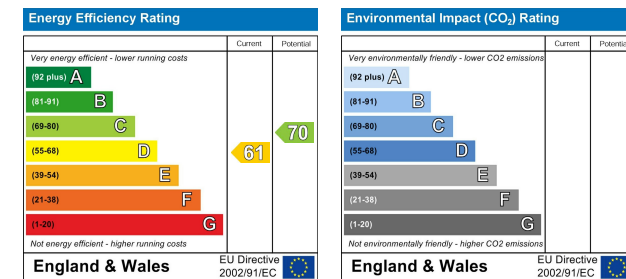 Energy Efficiency Rating
Current Potential
Very energy efficient - lower running costs
(92 plus) A
(81-91) B
(69-80) C
70
(55-68) D
61
(39-54) E
(21-38) F
(1-20) G
Not energy efficient - higher running costs
England & Wales
EU Directive
2002/91/EC
Environmental Impact (CO2) Rating
Current Potential
Very environmentally friendly - lower CO2 emissions
(92 plus) A
(81-91) B
(69-80) C
(55-68) D
(39-54) E
(21-38) F
(1-20) G
Not environmentally friendly - higher CO2 emissions
England & Wales
EU Directive
2002/91/EC